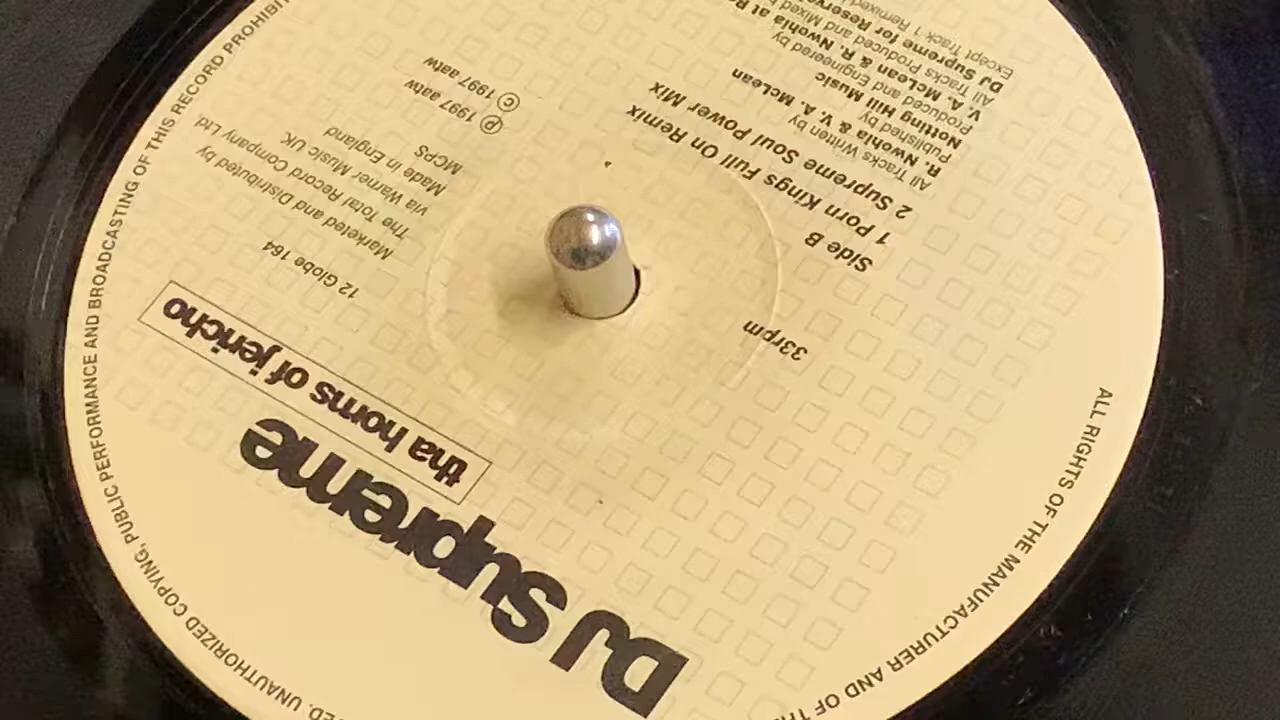 DJ supreme
tha horns of jericho
12 Globe 164
Marketed and Distributed by
The Total Record Company Ltd
via Warner Music UK.
Made in England
MCPS
℗ 1997 aatw
© 1997 aatw
33rpm
Side B
1 Porn Kings Full On Remix
2 Supreme Soul Power Mix
All Tracks Written by
R. Nwohia & V. A. McLean
Published by
Notting Hill Music
Produced and Engineered by
V. A. McLean & R. Nwohia at
All Tracks Produced and Mixed
DJ Supreme for
Except Track 1 Remixed
ALL RIGHTS OF THE MANUFACTURER AND OF
UNAUTHORIZED COPYING, PUBLIC PERFORMANCE AND BROADCASTING OF THIS RECORD